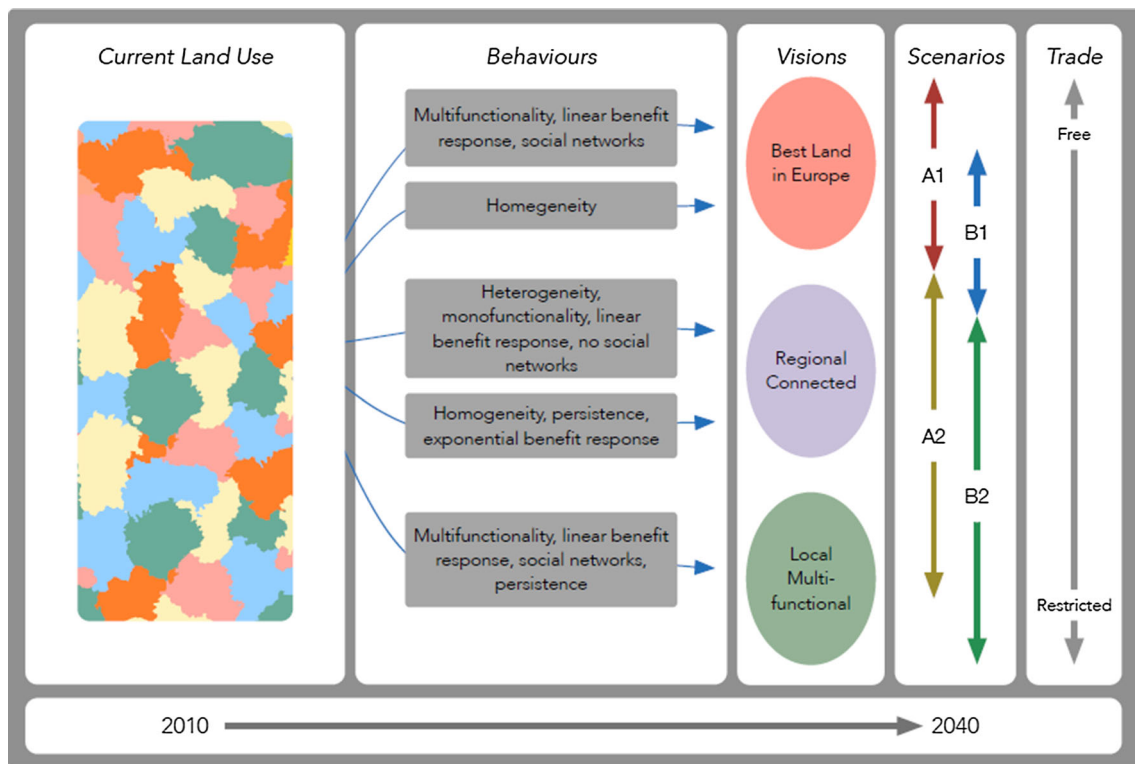 Current Land Use
Behaviours
Visions
Scenarios
Trade
Multifunctionality, linear benefit
response, social networks
Homegeneity
Heterogeneity,
monofunctionality, linear
benefit response, no social
networks
Homogeneity, persistence,
exponential benefit response
Multifunctionality, linear benefit
response, social networks,
persistence
Best Land
in Europe
Regional
Connected
Local
Multi-
functional
A1
B1
A2
B2
Free
Restricted
2010
2040